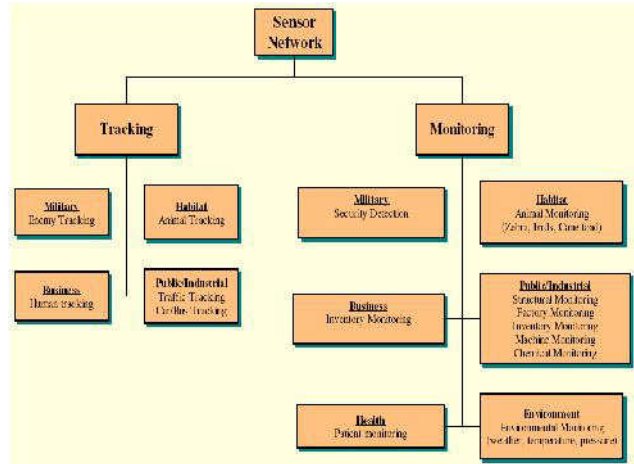 Sensor
Network
Tracking
Monitoring
Military
Enemy Tracking
Habitat
Animal Tracking
Business
Human tracking
Public/Industrial
Traffic Tracking
Car/Bus Tracking
Military
Security Detection
Habitat
Animal Monitoring
(Zebra, birds, Cane toad)
Business
Inventory Monitoring
Public/Industrial
Structural Monitoring
Factory Monitoring
Inventory Monitoring
Machine Monitoring
Chemical Monitoring
Health
Patient monitoring
Environment
Environmental Monitoring
(weather, temperature, pressure)